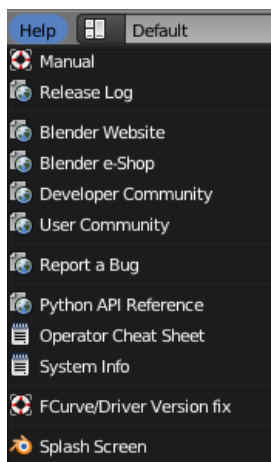 Help Default
Manual
Release Log
Blender Website
Blender e-Shop
Developer Community
User Community
Report a Bug
Python API Reference
Operator Cheat Sheet
System Info
FCurve/Driver Version fix
Splash Screen